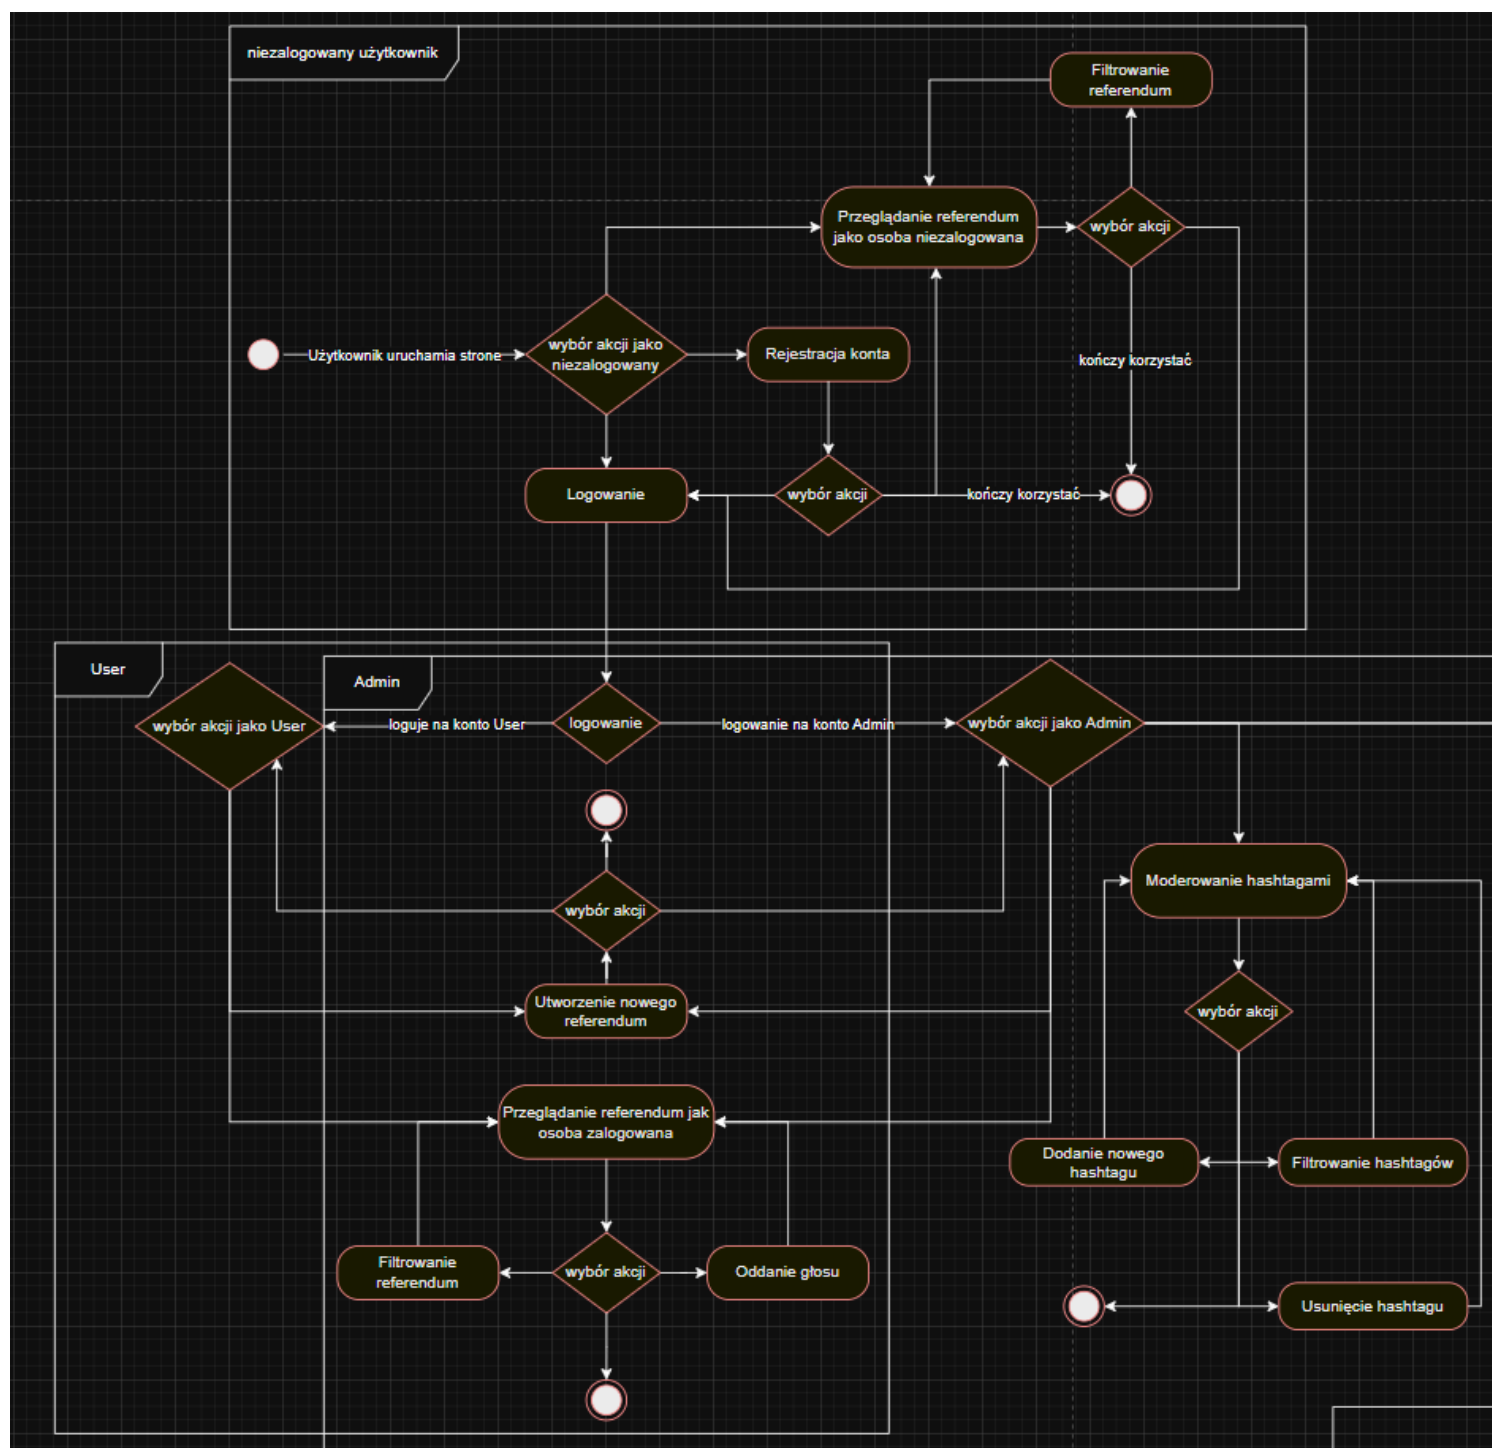 niezalogowany użytkownik
Filtrowanie
referendum
Przeglądanie referendum
jako osoba niezalogowana
wybór akcji
wybór akcji jako
niezalogowany
Użytkownik uruchamia strone
Rejestracja konta
kończy korzystać
Logowanie
wybór akcji
kończy korzystać
User
Admin
wybór akcji jako User
loguje na konto User
logowanie
logowanie na konto Admin
wybór akcji jako Admin
Moderowanie hashtagami
wybór akcji
Utworzenie nowego
referendum
wybór akcji
Przeglądanie referendum jak
osoba zalogowana
Dodanie nowego
hashtagu
Filtrowanie hashtagów
Filtrowanie
referendum
wybór akcji
Oddanie głosu
Usunięcie hashtagu